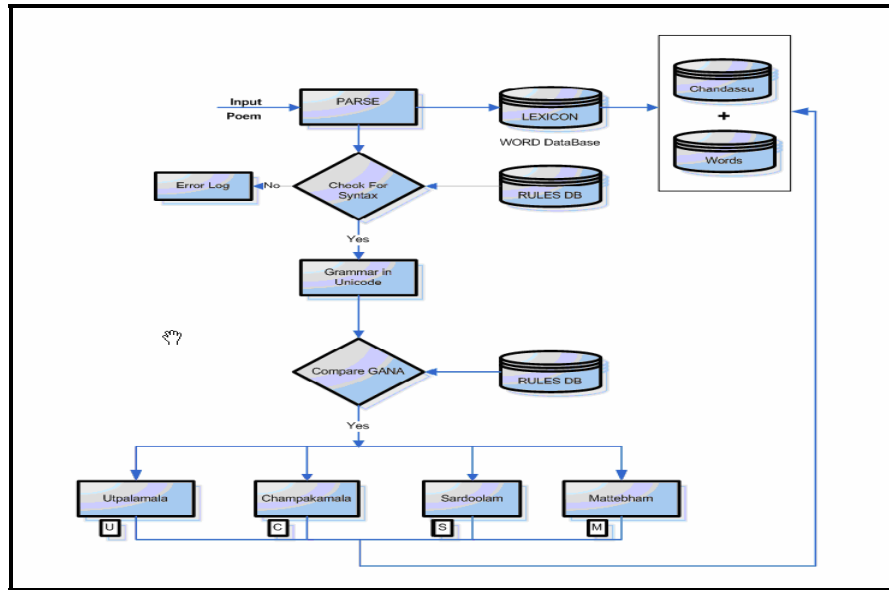 Input
Poem
PARSE
LEXICON
WORD DataBase
Chandassu
+
Words
Error Log
No
Check For
Syntax
RULES DB
Yes
Grammar in
Unicode
Compare GANA
RULES DB
Yes
Utpalamala
Champakamala
Sardoolam
Mattebham
U
C
S
M